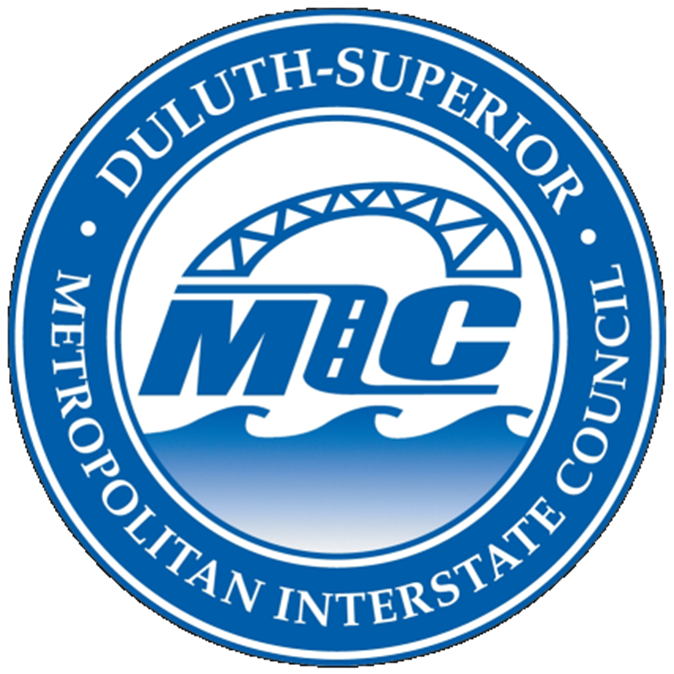 DULUTH-SUPERIOR
MIC
METROPOLITAN INTERSTATE COUNCIL